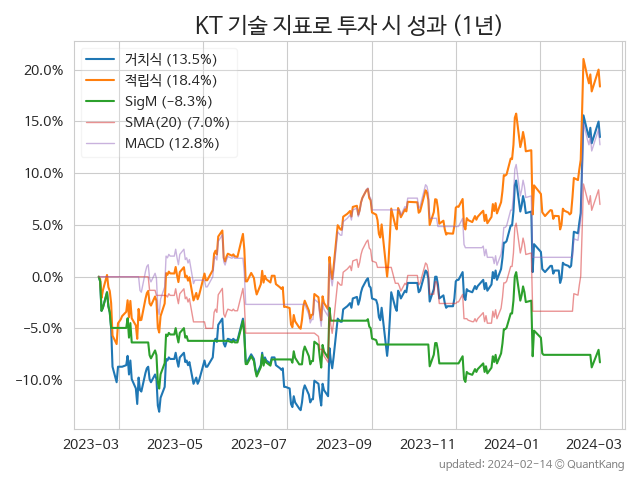 KT 기술 지표로 투자 시 성과 (1년)
거치식 (13.5%)
적립식 (18.4%)
SigM (−8.3%)
SMA(20) (7.0%)
MACD (12.8%)
20.0%
15.0%
10.0%
5.0%
0.0%
−5.0%
−10.0%
2023-03 2023-05 2023-07 2023-09 2023-11 2024-01 2024-03
updated: 2024-02-14 © QuantKang